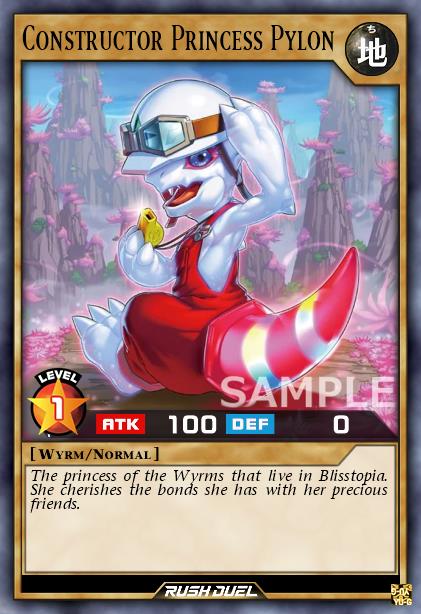 Constructor Princess Pylon
ち
地
SAMPLE
LEVEL
1
ATK 100 DEF 0
[Wyrm/Normal]
The princess of the Wyrms that live in Blisstopia.
She cherishes the bonds she has with her precious
friends.
RUSH DUEL